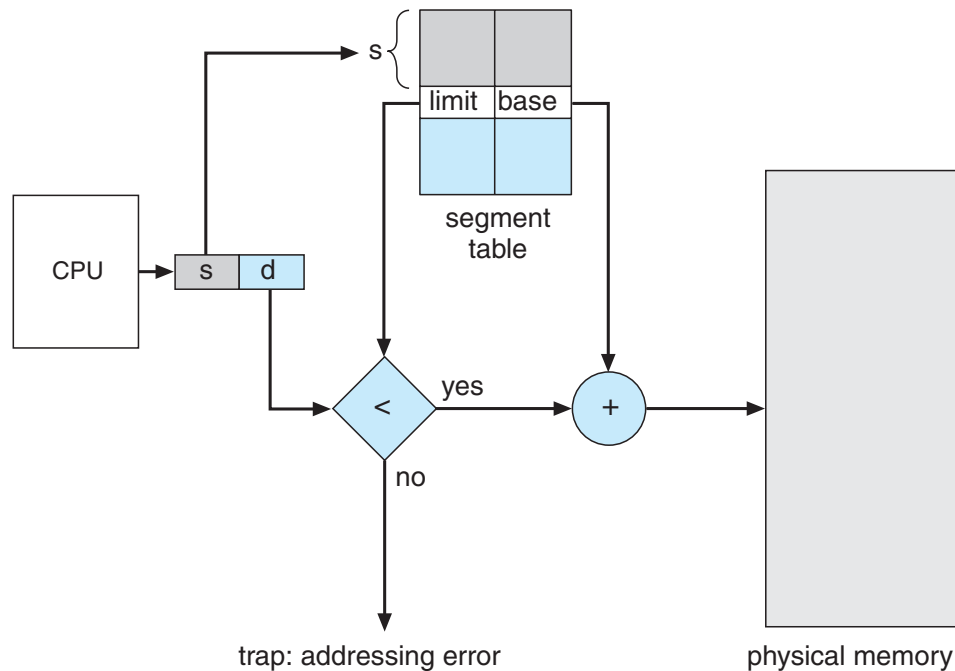 s
limit base
segment
table
CPU
s d
<
yes
+
no
trap: addressing error
physical memory